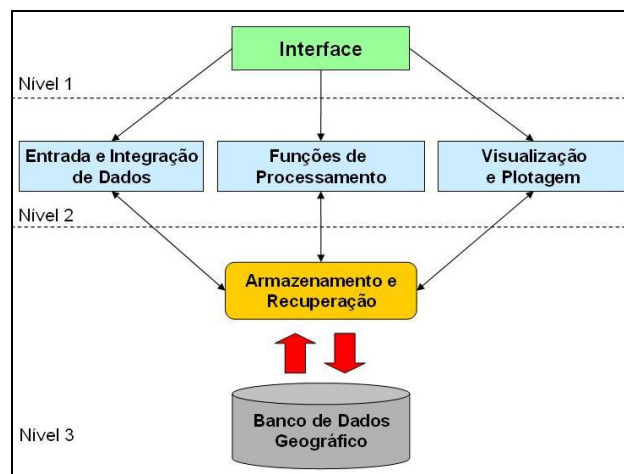 Interface
Nível 1
Entrada e Integração
de Dados
Funções de
Processamento
Visualização
e Plotagem
Nível 2
Armazenamento e
Recuperação
Banco de Dados
Geográfico
Nível 3